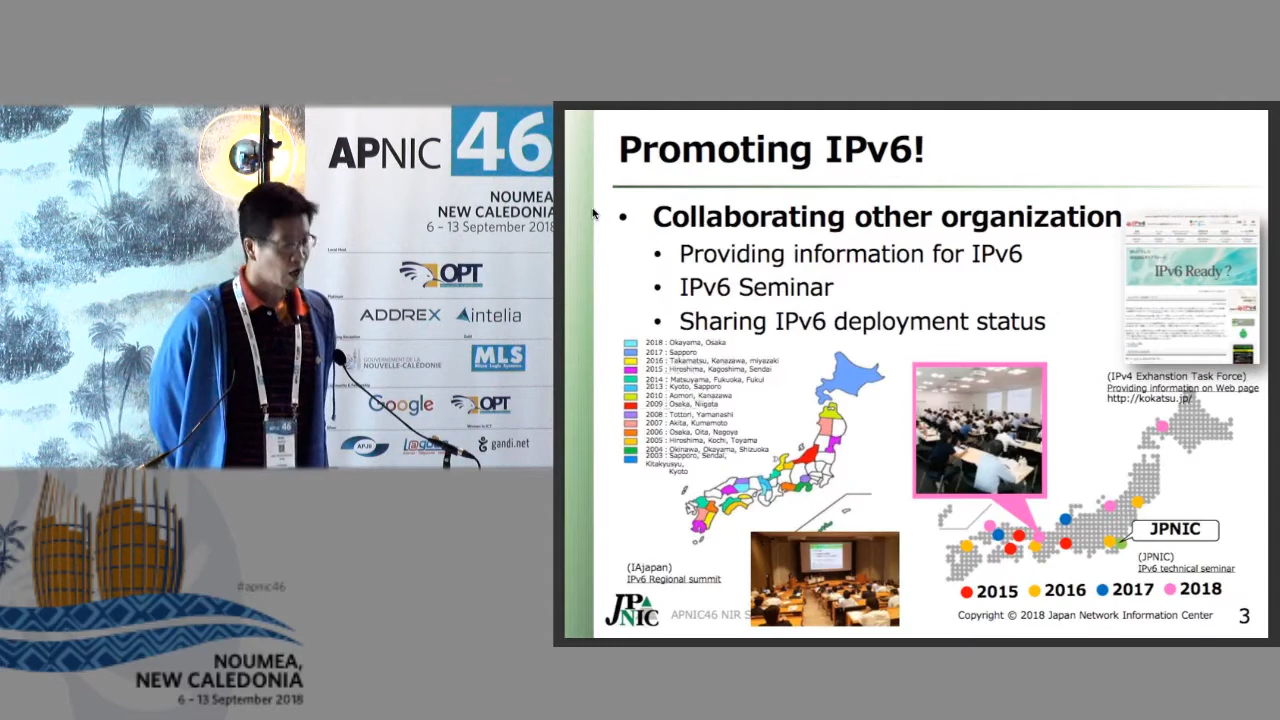 APNIC 46
NOUMEA,
NEW CALEDONIA
6 - 13 September 2018
Local Host
OPT
ADDREX intelia
GOUVERNEMENT DE LA
NOUVELLE-CALÉDONIE
MLS
Micro Logic Systems
Google OPT
Women in ICT
AFJN
l@goon
gandi.net
46
#apnic46
NOUMEA,
NEW CALEDONIA
6 – 13 September 2018
Promoting IPv6!
• Collaborating other organization
• Providing information for IPv6
• IPv6 Seminar
• Sharing IPv6 deployment status
IPv6 Ready ?
(IPv4 Exhanstion Task Force)
Providing information on Web page
http://kokatsu.jp/
2018 : Okayama, Osaka
2017 : Sapporo
2016 : Takamatsu, Kanazawa, miyazaki
2015 : Hiroshima, Kagoshima, Sendai
2014 : Matsuyama, Fukuoka, Fukui
2013 : Kyoto, Sapporo
2010 : Aomori, Kanazawa
2009 : Osaka, Niigata
2008 : Tottori, Yamanashi
2007 : Akita, Kumamoto
2006 : Osaka, Oita, Nagoya
2005 : Hiroshima, Kochi, Toyama
2004 : Okinawa, Okayama, Shizuoka
2003 : Sapporo, Sendai,
Kitakyusyu,
Kyoto
(IAjapan)
IPv6 Regional summit
JPNIC
(JPNIC)
IPv6 technical seminar
2015 2016 2017 2018
JPNIC
APNIC46 NIR S
Copyright © 2018 Japan Network Information Center
3